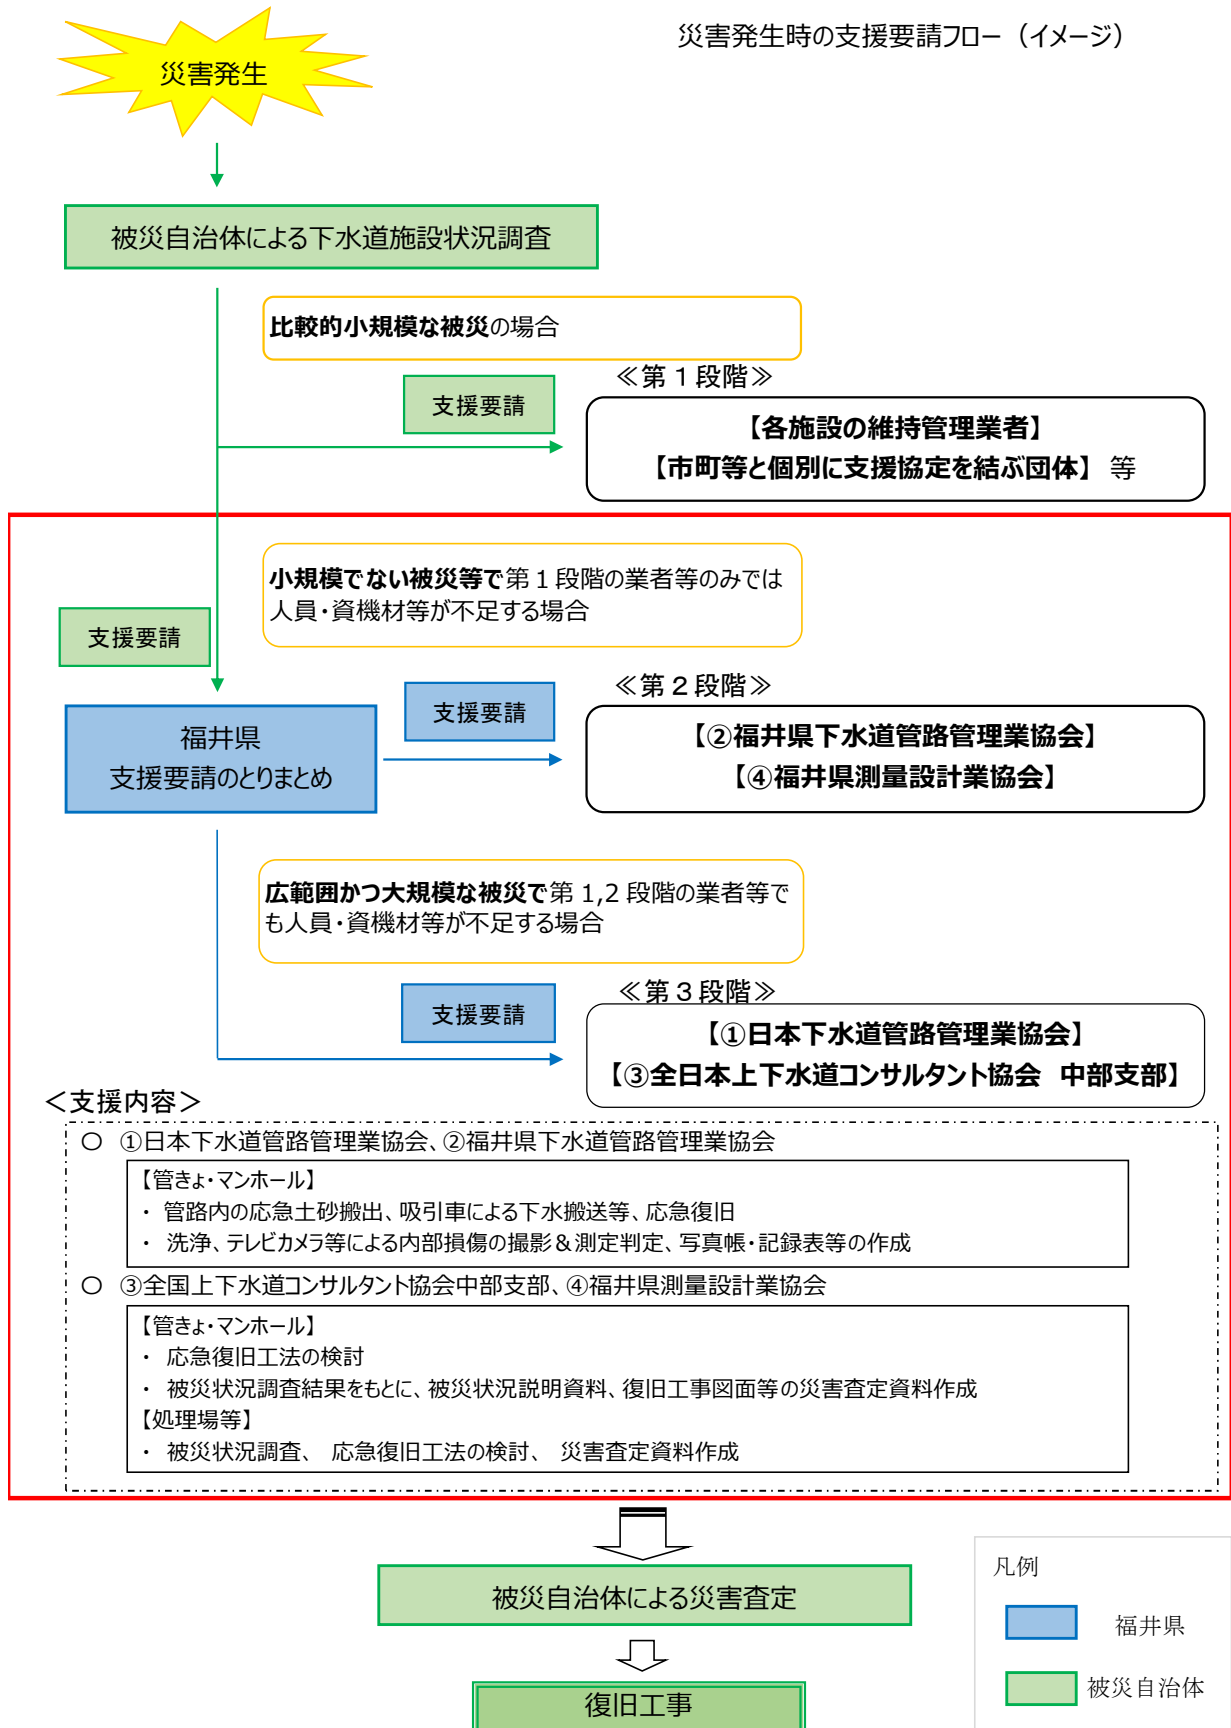 災害発生時の支援要請フロー（イメージ）
災害発生
被災自治体による下水道施設状況調査
比較的小規模な被災の場合
≪第１段階≫
支援要請
【各施設の維持管理業者】
【市町等と個別に支援協定を結ぶ団体】 等
小規模でない被災等で第１段階の業者等のみでは
人員・資機材等が不足する場合
支援要請
≪第２段階≫
支援要請
福井県
支援要請のとりまとめ
【②福井県下水道管路管理業協会】
【④福井県測量設計業協会】
広範囲かつ大規模な被災で第 1,2 段階の業者等で
も人員・資機材等が不足する場合
≪第３段階≫
支援要請
【①日本下水道管路管理業協会】
【③全日本上下水道コンサルタント協会　中部支部】
＜支援内容＞
〇 ①日本下水道管路管理業協会、②福井県下水道管路管理業協会
【管きょ・マンホール】
・ 管路内の応急土砂搬出、吸引車による下水搬送等、応急復旧
・ 洗浄、テレビカメラ等による内部損傷の撮影＆測定判定、写真帳・記録表等の作成
〇 ③全国上下水道コンサルタント協会中部支部、④福井県測量設計業協会
【管きょ・マンホール】
・ 応急復旧工法の検討
・ 被災状況調査結果をもとに、被災状況説明資料、復旧工事図面等の災害査定資料作成
【処理場等】
・ 被災状況調査、 応急復旧工法の検討、 災害査定資料作成
被災自治体による災害査定
復旧工事
凡例
福井県
被災自治体